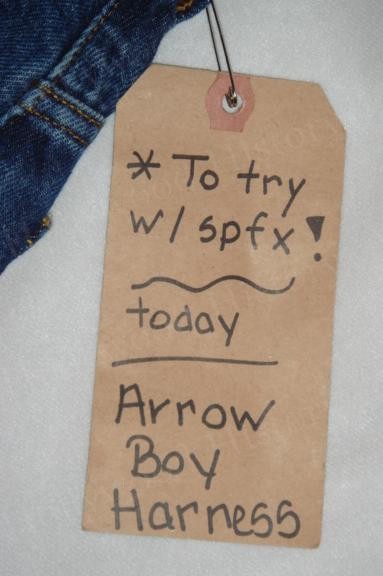 * To try
w/ spfx!
today
Arrow
Boy
Harness